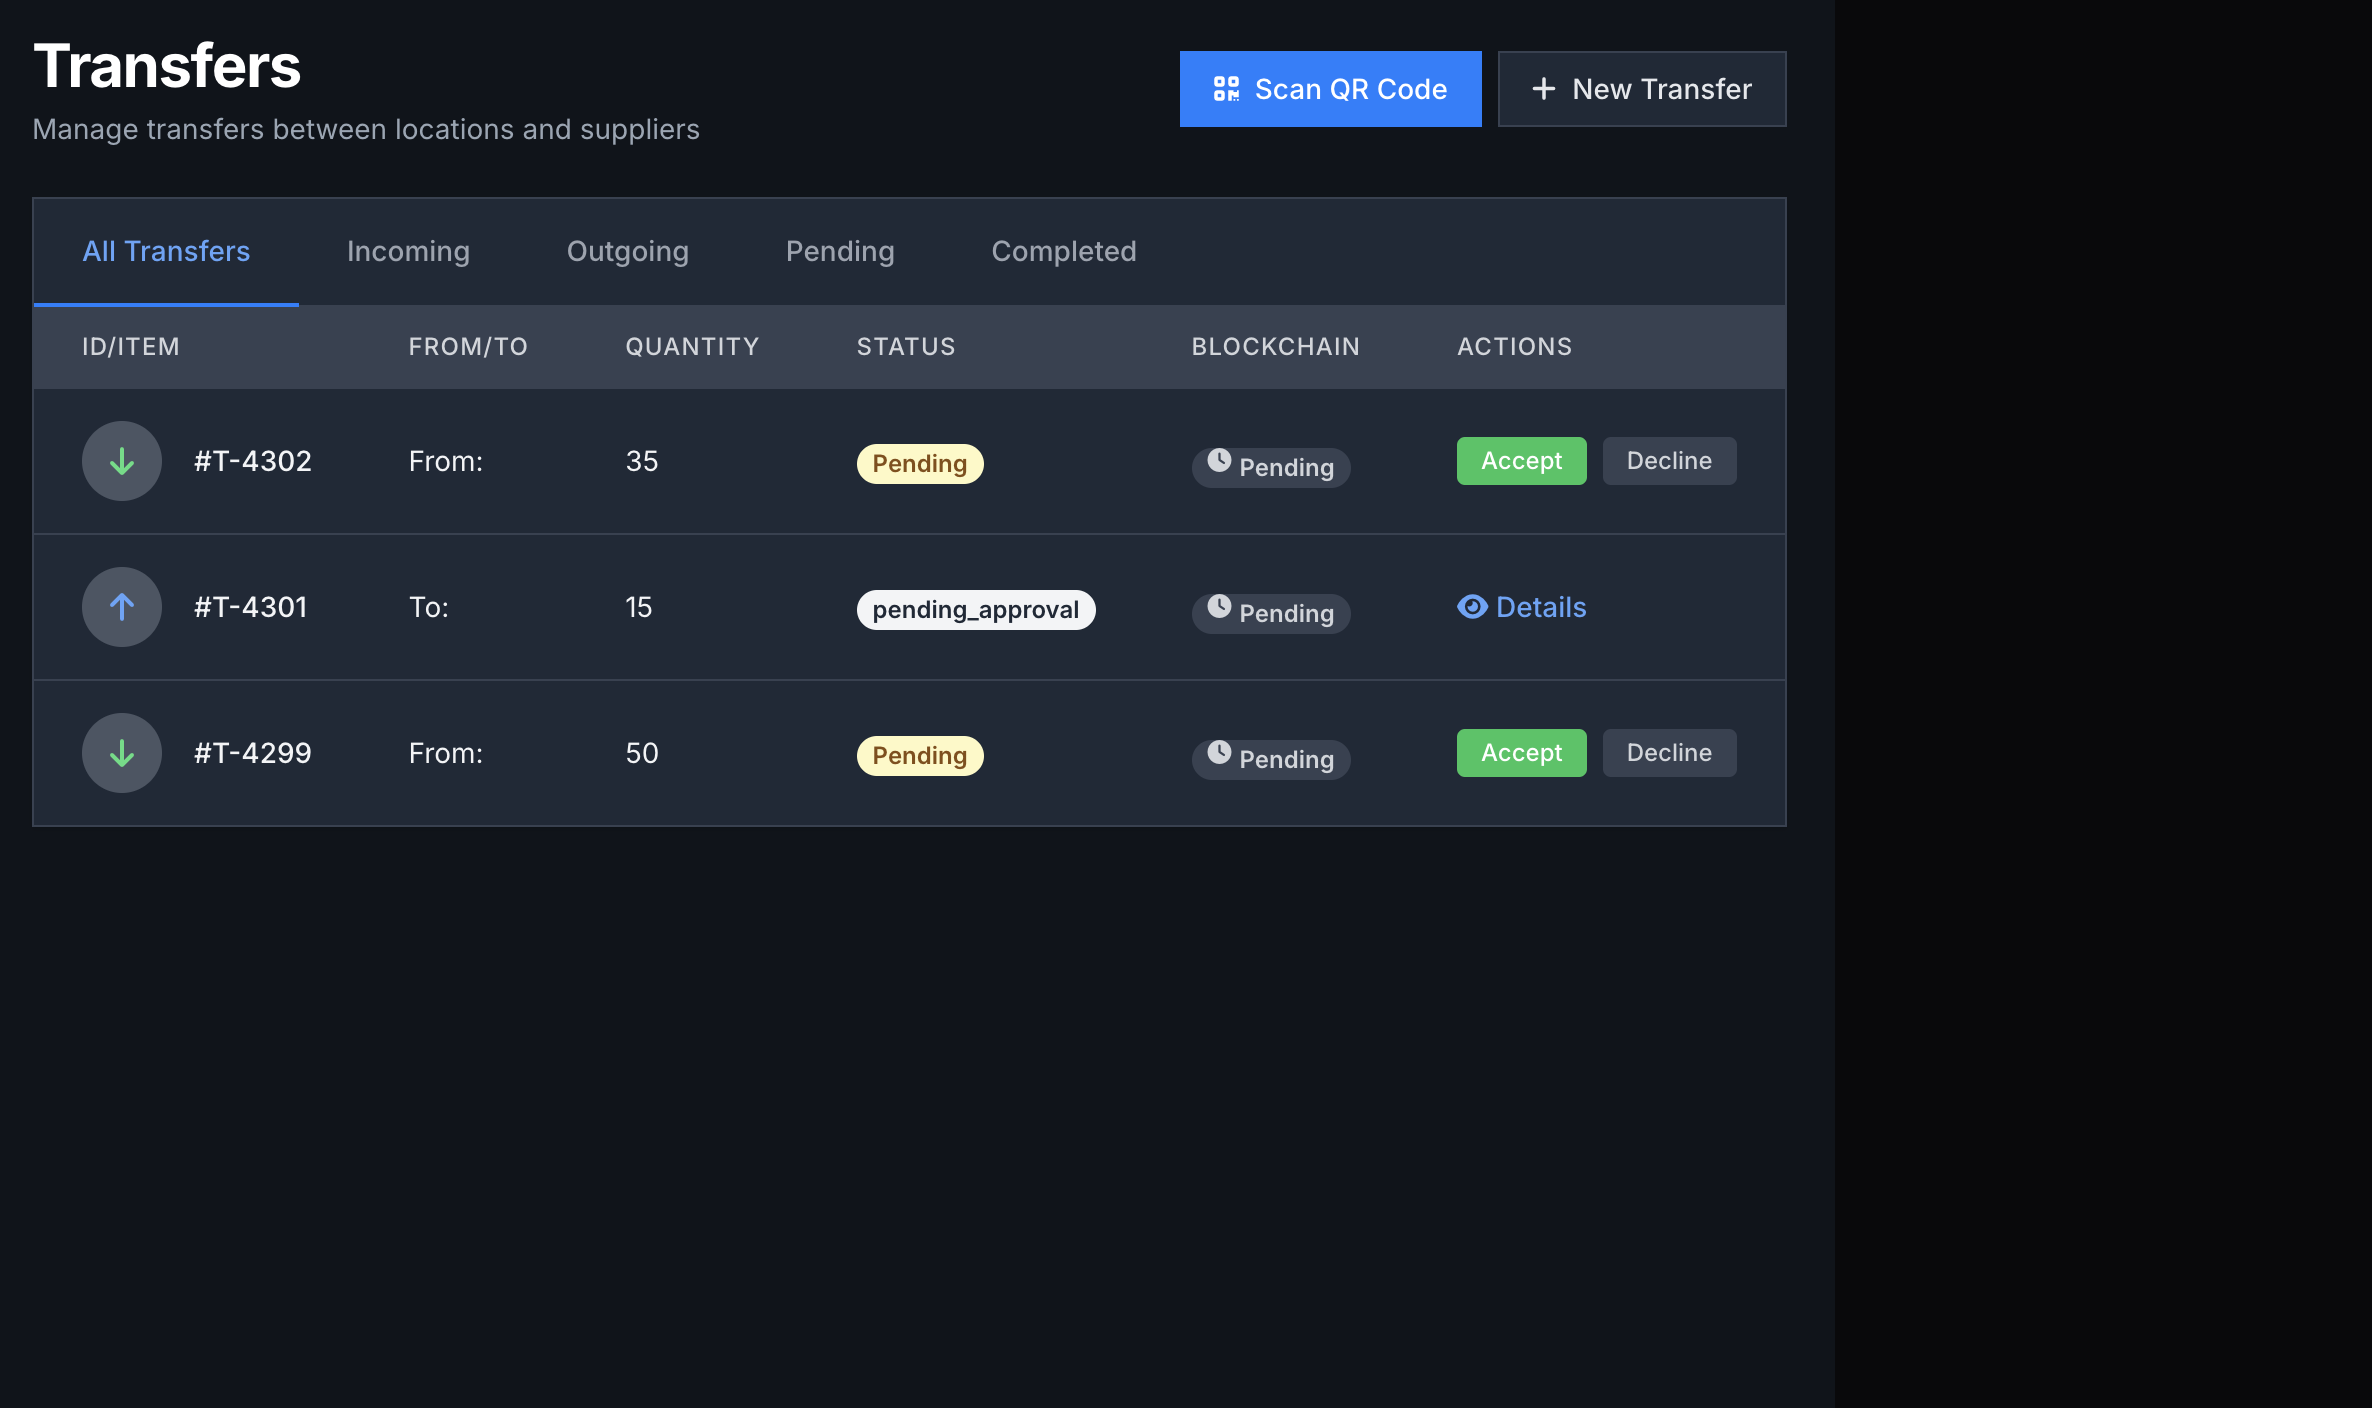 Transfers
Manage transfers between locations and suppliers
Scan QR Code
New Transfer
All Transfers Incoming Outgoing Pending Completed
ID/ITEM FROM/TO QUANTITY STATUS BLOCKCHAIN ACTIONS
#T-4302 From: 35 Pending Pending Accept Decline
#T-4301 To: 15 pending_approval Pending Details
#T-4299 From: 50 Pending Pending Accept Decline